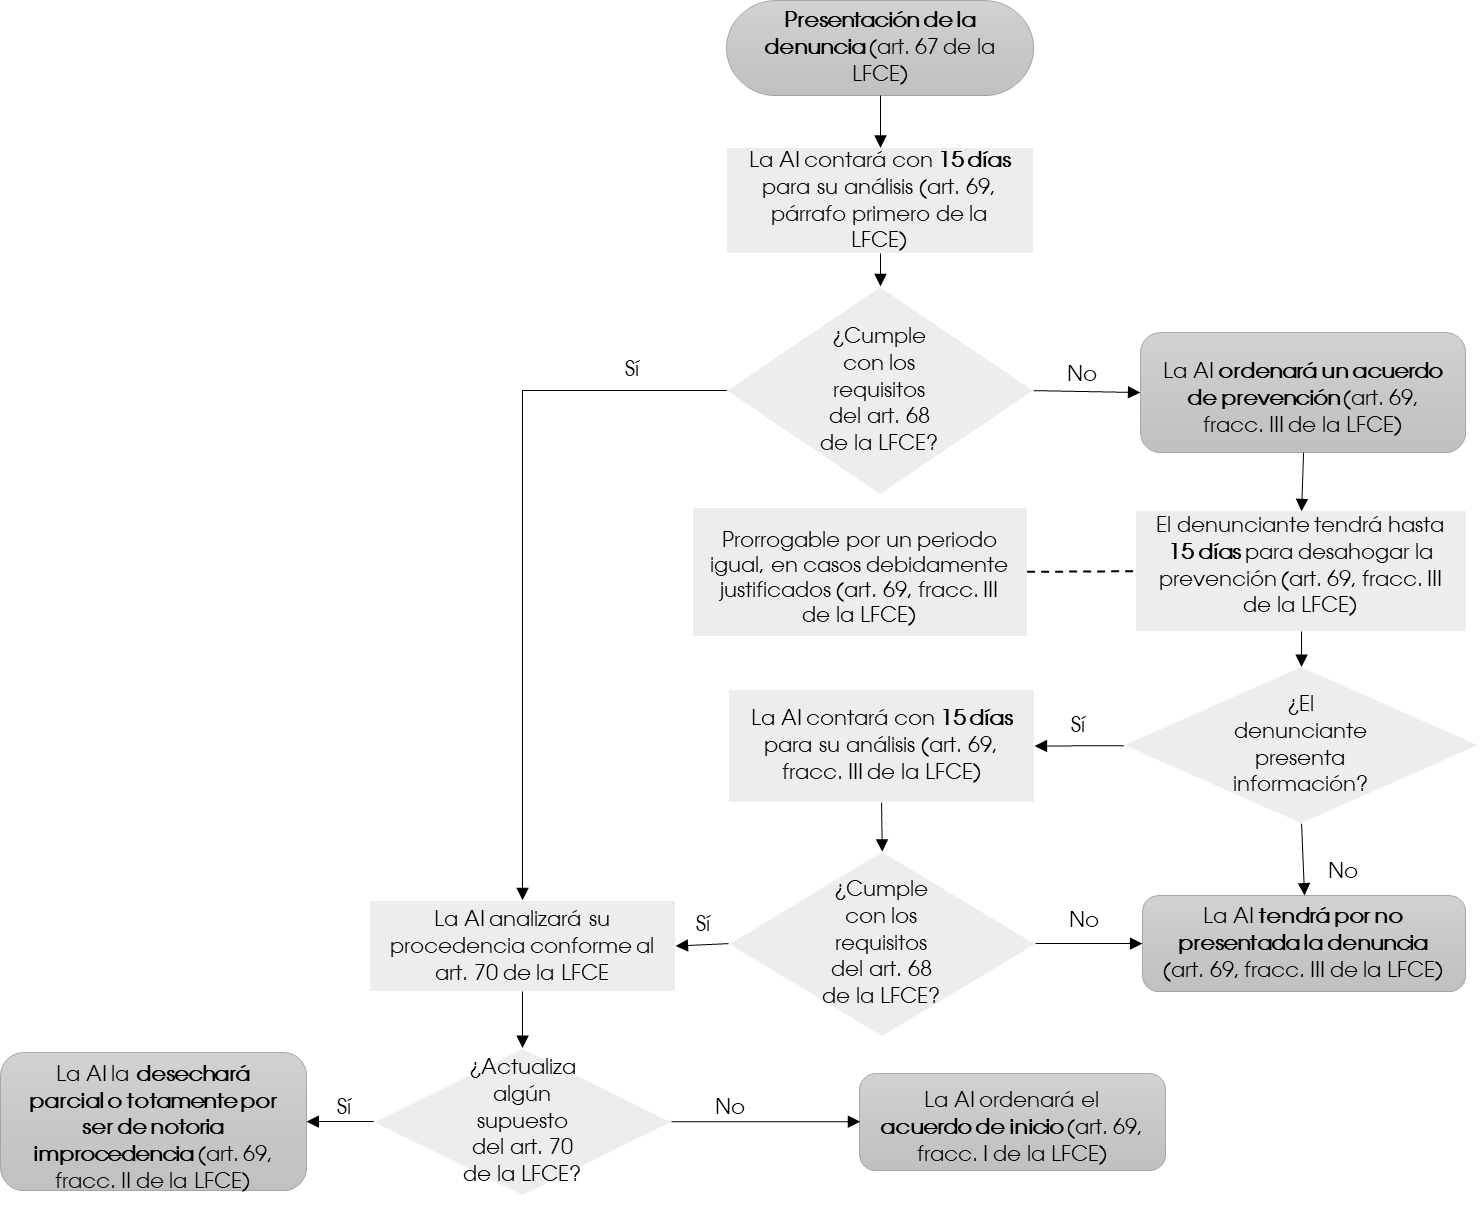 Presentación de la
denuncia (art. 67 de la
LFCE)
La AI contará con 15 días
para su análisis (art. 69,
párrafo primero de la
LFCE)
¿Cumple
con los
requisitos
del art. 68
de la LFCE?
Sí
No
La AI ordenará un acuerdo
de prevención (art. 69,
fracc. III de la LFCE)
El denunciante tendrá hasta
15 días para desahogar la
prevención (art. 69, fracc. III
de la LFCE)
Prorrogable por un periodo
igual, en casos debidamente
justificados (art. 69, fracc. III
de la LFCE)
¿El
denunciante
presenta
información?
Sí
No
La AI contará con 15 días
para su análisis (art. 69,
fracc. III de la LFCE)
¿Cumple
con los
requisitos
del art. 68
de la LFCE?
Sí
No
La AI tendrá por no
presentada la denuncia
(art. 69, fracc. III de la LFCE)
La AI analizará su
procedencia conforme al
art. 70 de la LFCE
¿Actualiza
algún
supuesto
del art. 70
de la LFCE?
Sí
No
La AI la desechará
parcial o totamente por
ser de notoria
improcedencia (art. 69,
fracc. II de la LFCE)
La AI ordenará el
acuerdo de inicio (art. 69,
fracc. I de la LFCE)